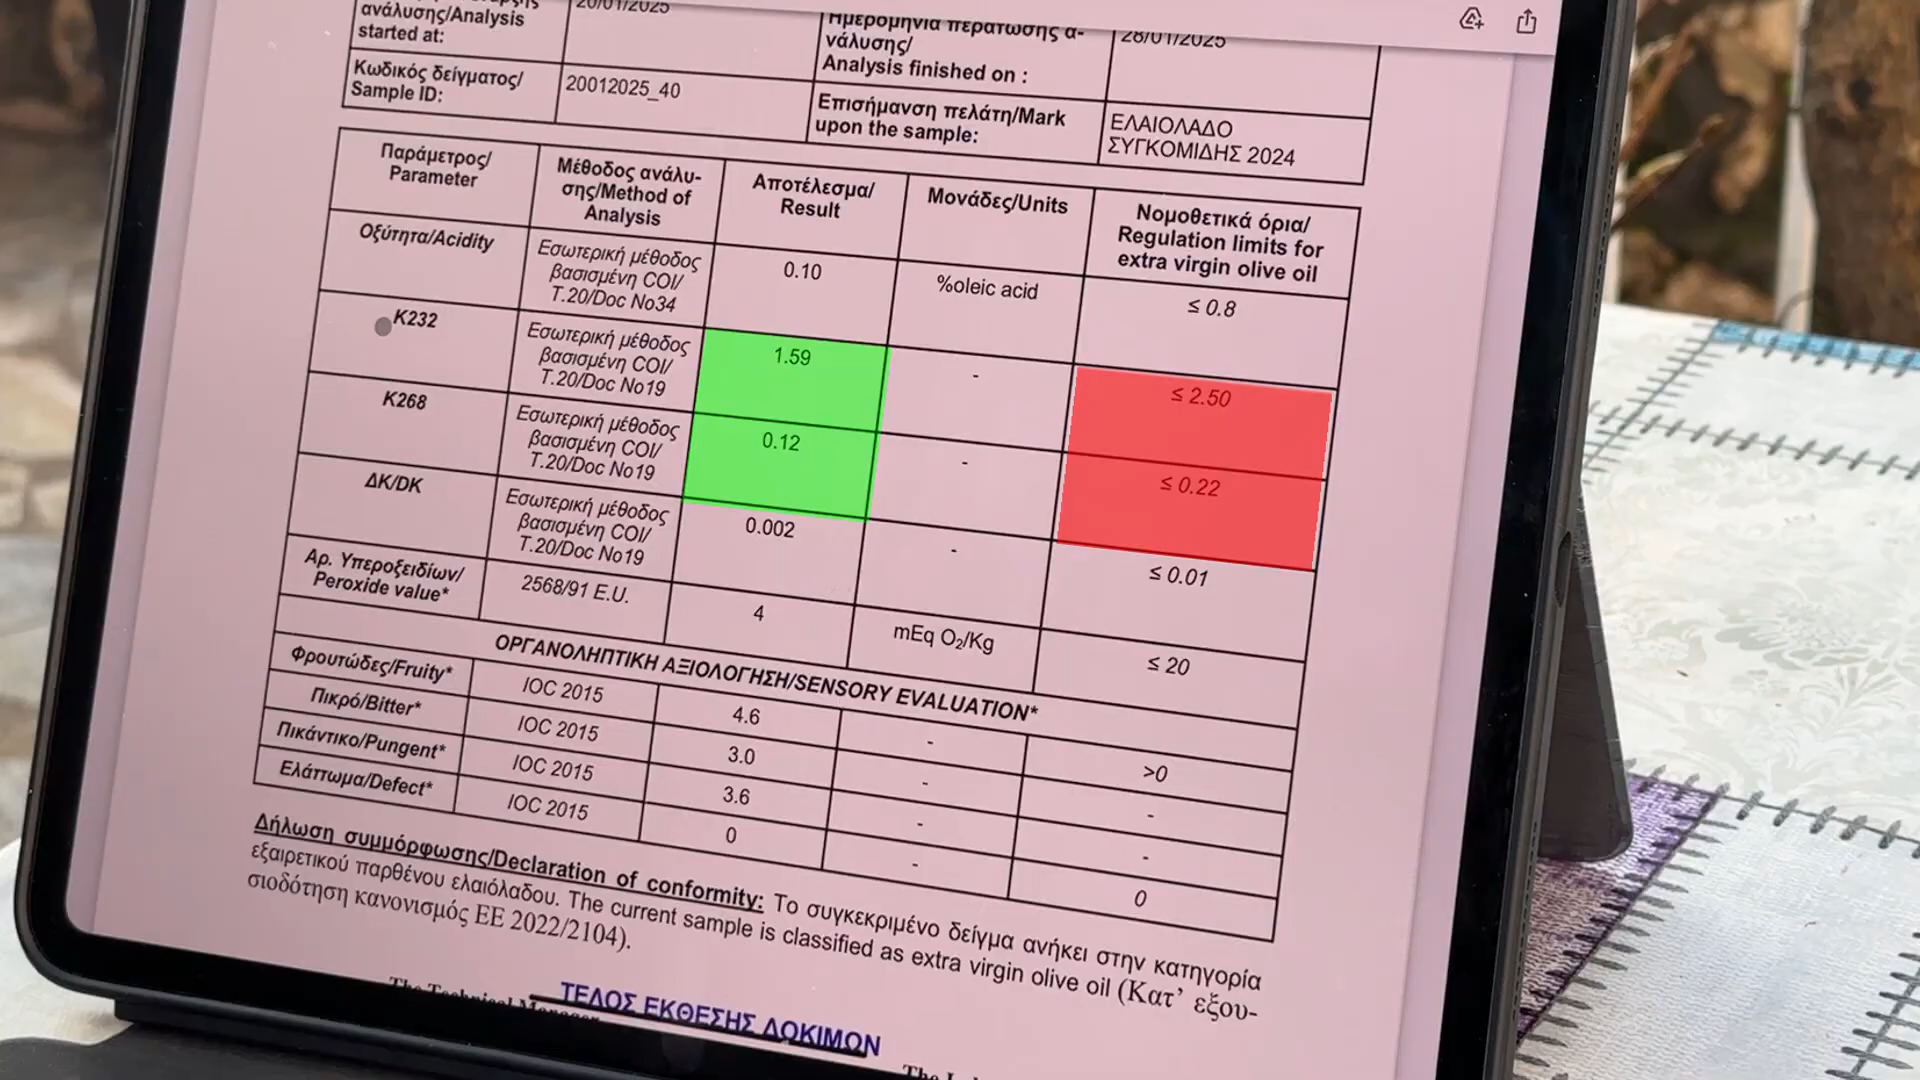 ανάλυσης/Analysis
started at:
20/01/2025
Ημερομηνία περάτωσης α-
νάλυσης/
Analysis finished on :
28/01/2025
Κωδικός δείγματος/
Sample ID:
20012025_40
Επισήμανση πελάτη/Mark
upon the sample:
ΕΛΑΙΟΛΑΔΟ
ΣΥΓΚΟΜΙΔΗΣ 2024
Παράμετρος/
Parameter
Μέθοδος ανάλυ-
σης/Method of
Analysis
Αποτέλεσμα/
Result
Μονάδες/Units
Νομοθετικά όρια/
Regulation limits for
extra virgin olive oil
Οξύτητα/Acidity
Εσωτερική μέθοδος
βασισμένη COI/
T.20/Doc No34
0.10
%oleic acid
≤ 0.8
K232
Εσωτερική μέθοδος
βασισμένη COI/
T.20/Doc No19
1.59
-
≤ 2.50
K268
Εσωτερική μέθοδος
βασισμένη COI/
T.20/Doc No19
0.12
-
≤ 0.22
ΔΚ/DK
Εσωτερική μέθοδος
βασισμένη COI/
T.20/Doc No19
0.002
-
≤ 0.01
Αρ. Υπεροξειδίων/
Peroxide value*
2568/91 E.U.
4
mEq O₂/Kg
≤ 20
ΟΡΓΑΝΟΛΗΠΤΙΚΗ ΑΞΙΟΛΟΓΗΣΗ/SENSORY EVALUATION*
Φρουτώδες/Fruity*
IOC 2015
4.6
-
>0
Πικρό/Bitter*
IOC 2015
3.0
-
-
Πικάντικο/Pungent*
IOC 2015
3.6
-
-
Ελάττωμα/Defect*
IOC 2015
0
-
0
Δήλωση συμμόρφωσης/Declaration of conformity: Το συγκεκριμένο δείγμα ανήκει στην κατηγορία
εξαιρετικού παρθένου ελαιόλαδου. The current sample is classified as extra virgin olive oil (Κατ’ εξου-
σιοδότηση κανονισμός ΕΕ 2022/2104).
The Technical Manager
ΤΕΛΟΣ ΕΚΘΕΣΗΣ ΔΟΚΙΜΩΝ
The